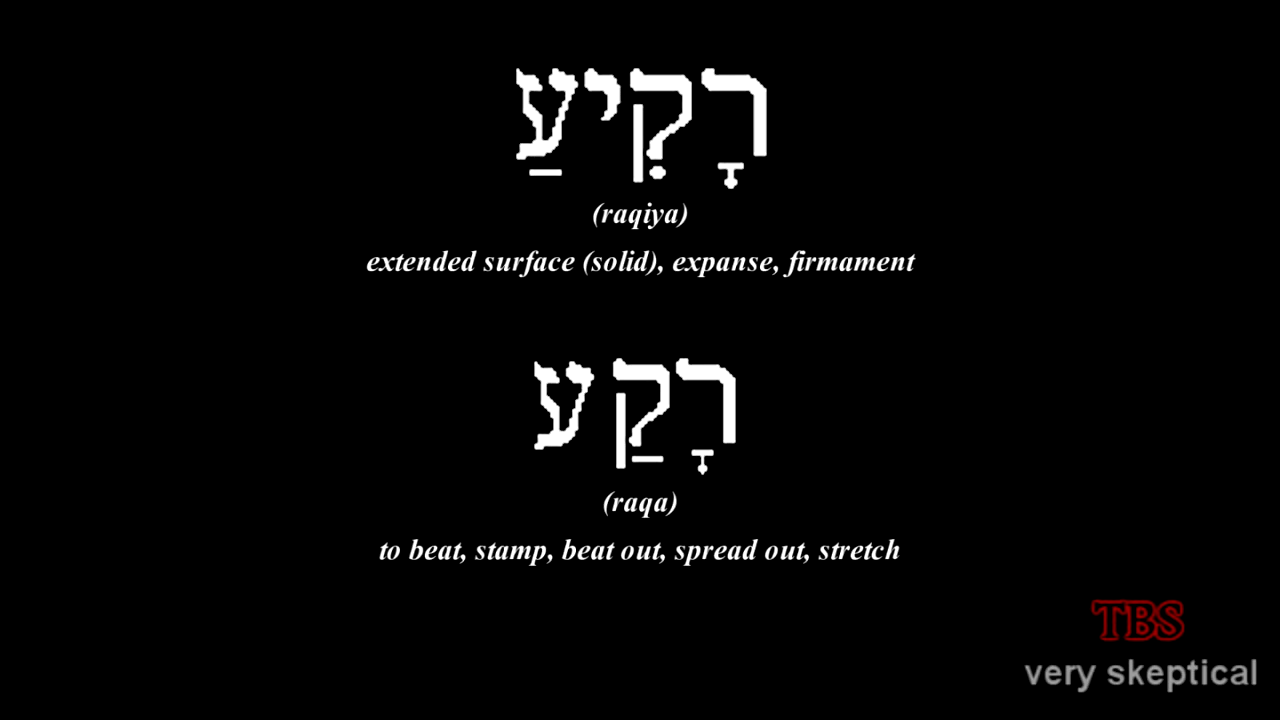 רָקִיעַ
(raqiya)
extended surface (solid), expanse, firmament
רָקַע
(raqa)
to beat, stamp, beat out, spread out, stretch
TBS
very skeptical